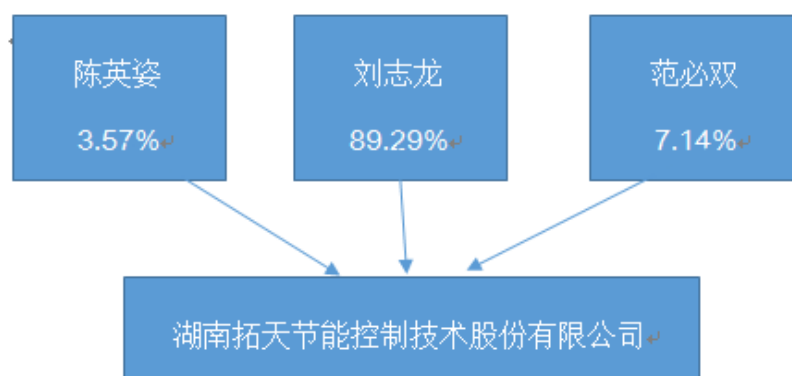 陈英姿
3.57%
刘志龙
89.29%
范必双
7.14%
湖南拓天节能控制技术股份有限公司